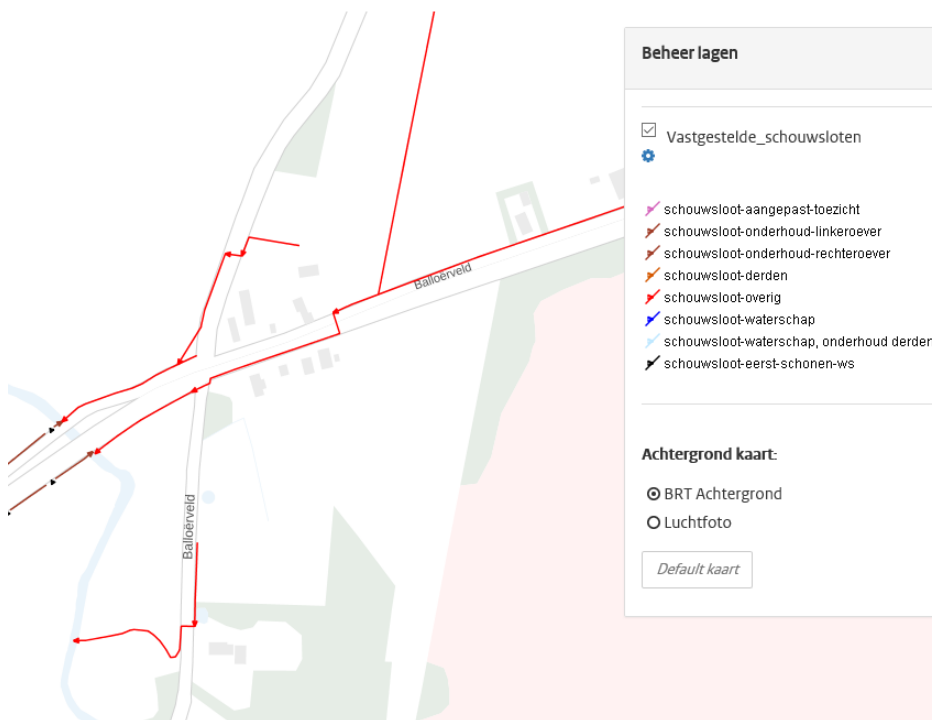 Beheer lagen
Vastgestelde_schouwsloten
schouwsloot-aangepast-toezicht
schouwsloot-onderhoud-linkeroever
schouwsloot-onderhoud-rechteroever
schouwsloot-derden
schouwsloot-overig
schouwsloot-waterschap
schouwsloot-waterschap, onderhoud derden
schouwsloot-eerst-schonen-ws
Achtergrond kaart:
BRT Achtergrond
Luchtfoto
Default kaart
Balloërveld
Balloërveld